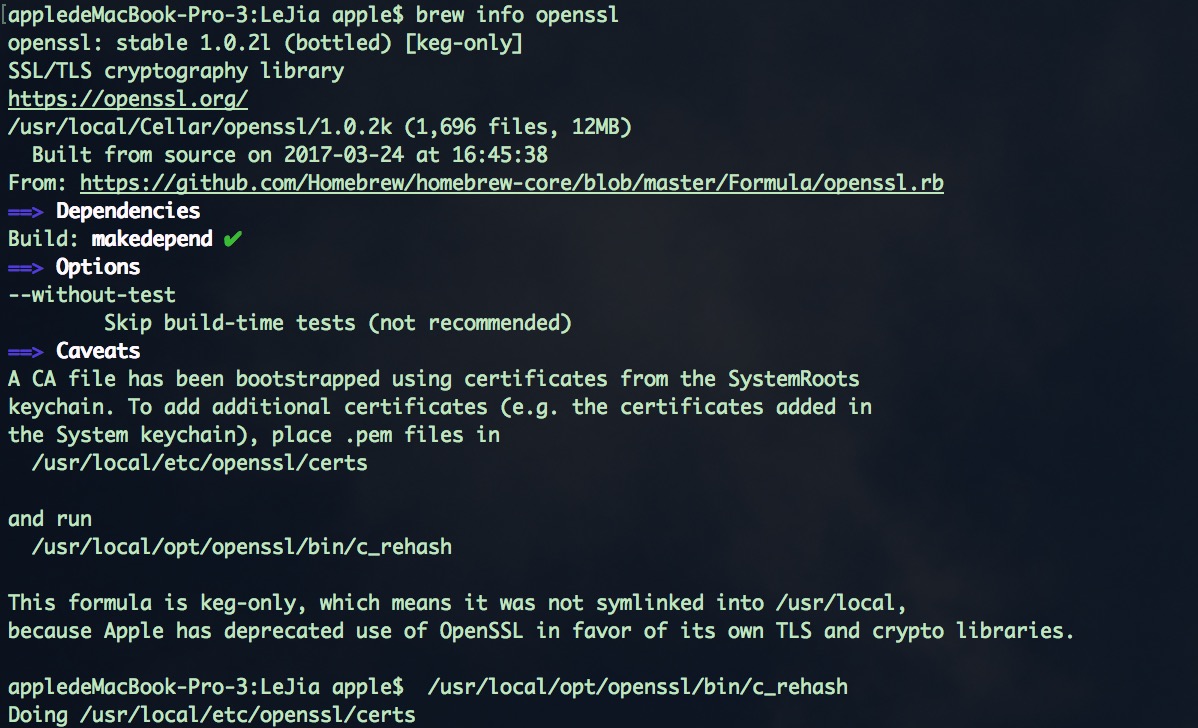 [appledeMacBook-Pro-3:LeJia apple$ brew info openssl
openssl: stable 1.0.2l (bottled) [keg-only]
SSL/TLS cryptography library
https://openssl.org/
/usr/local/Cellar/openssl/1.0.2k (1,696 files, 12MB)
  Built from source on 2017-03-24 at 16:45:38
From: https://github.com/Homebrew/homebrew-core/blob/master/Formula/openssl.rb
==> Dependencies
Build: makedepend ✔
==> Options
--without-test
        Skip build-time tests (not recommended)
==> Caveats
A CA file has been bootstrapped using certificates from the SystemRoots
keychain. To add additional certificates (e.g. the certificates added in
the System keychain), place .pem files in
  /usr/local/etc/openssl/certs

and run
  /usr/local/opt/openssl/bin/c_rehash

This formula is keg-only, which means it was not symlinked into /usr/local,
because Apple has deprecated use of OpenSSL in favor of its own TLS and crypto libraries.

appledeMacBook-Pro-3:LeJia apple$  /usr/local/opt/openssl/bin/c_rehash
Doing /usr/local/etc/openssl/certs